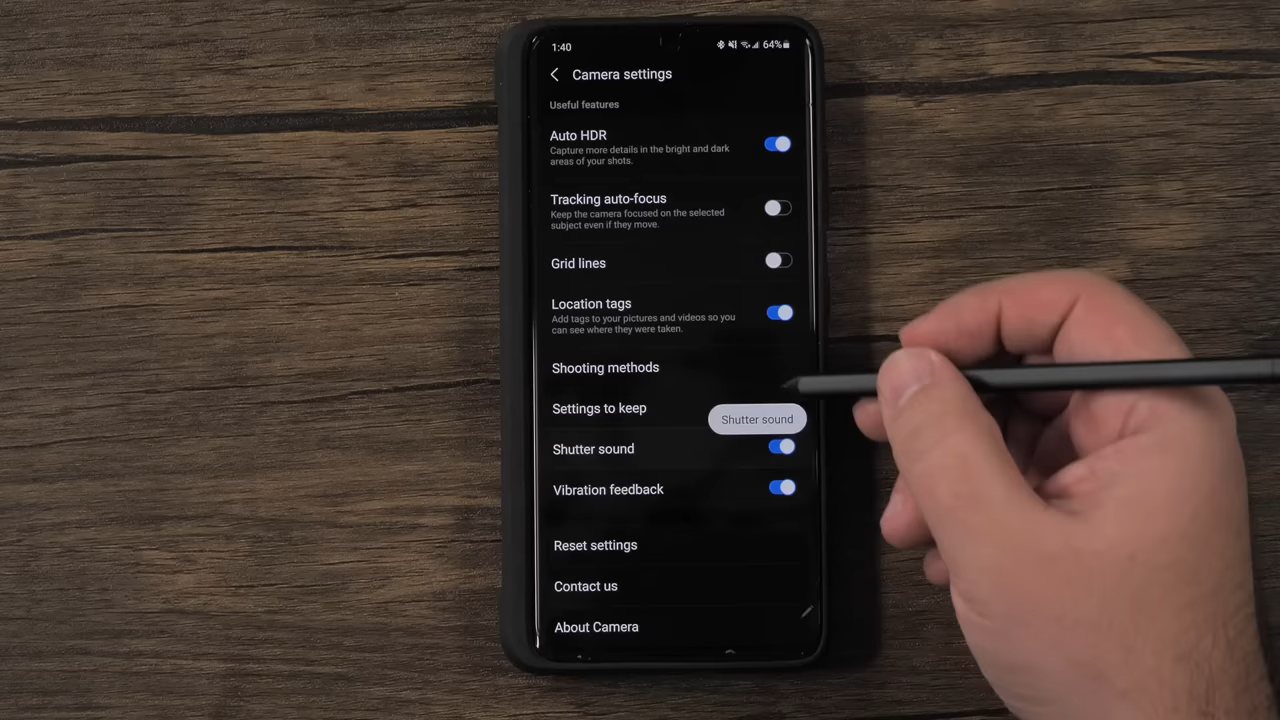 1:40
64%
Camera settings
Useful features
Auto HDR
Capture more details in the bright and dark
areas of your shots.
Tracking auto-focus
Keep the camera focused on the selected
subject even if they move.
Grid lines
Location tags
Add tags to your pictures and videos so you
can see where they were taken.
Shooting methods
Settings to keep
Shutter sound
Shutter sound
Vibration feedback
Reset settings
Contact us
About Camera